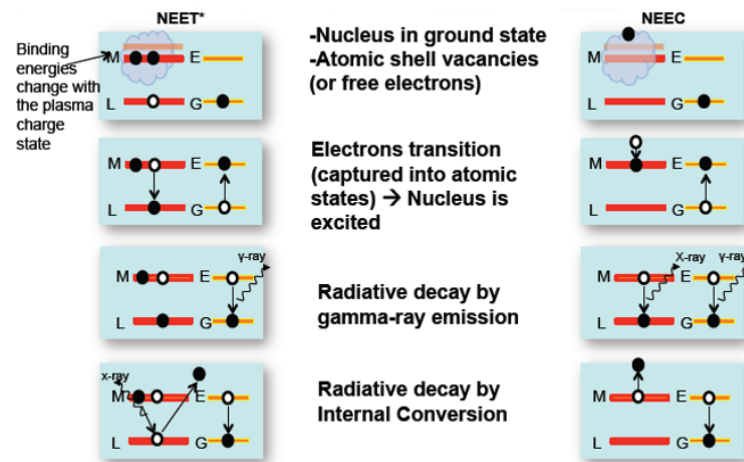 NEET*
NEEC
Binding
energies
change with
the plasma
charge
state
M
E
L
G
-Nucleus in ground state
-Atomic shell vacancies
(or free electrons)
M
E
L
G
M
E
L
G
Electrons transition
(captured into atomic
states) → Nucleus is
excited
M
E
L
G
M
E
γ-ray
L
G
Radiative decay by
gamma-ray emission
M
X-ray
E
γ-ray
L
G
x-ray
M
E
L
G
Radiative decay by
Internal Conversion
M
E
L
G